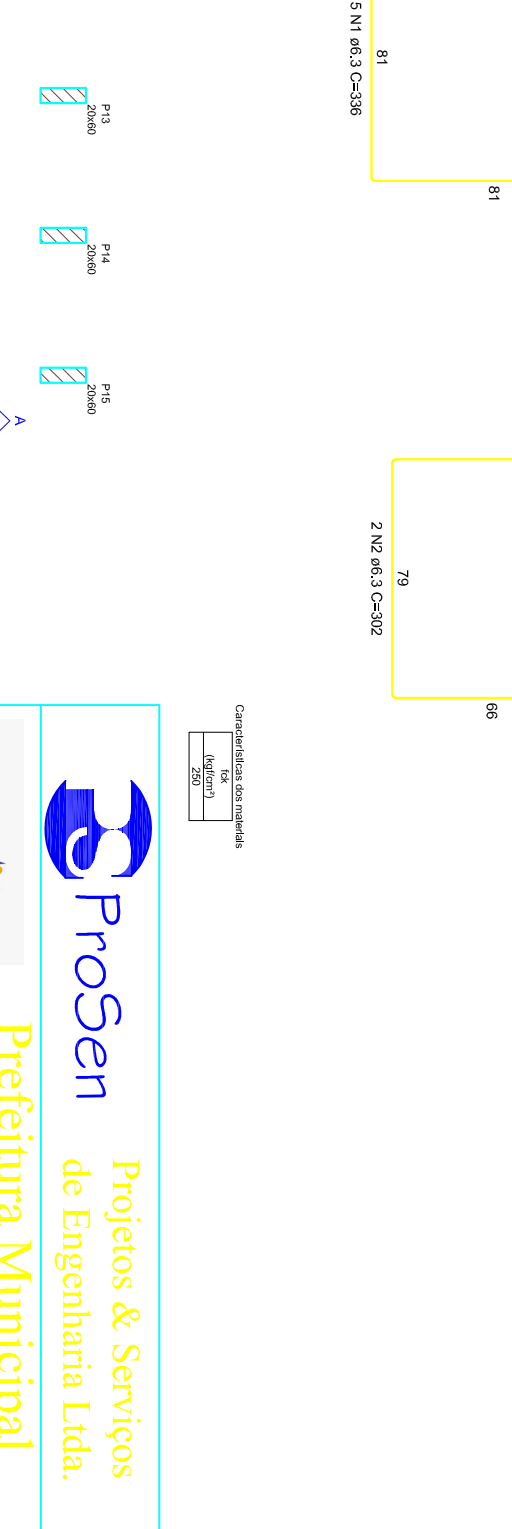 5 N1 ø6.3 C=336
81
81
P13
20x60
P14
20x60
P15
20x60
A
2 N2 ø6.3 C=302
79
66
Características dos materiais
fck
(kgf/cm²)
250
ProSen
Projetos & Serviços
de Engenharia Ltda.
Prefeitura Municipal